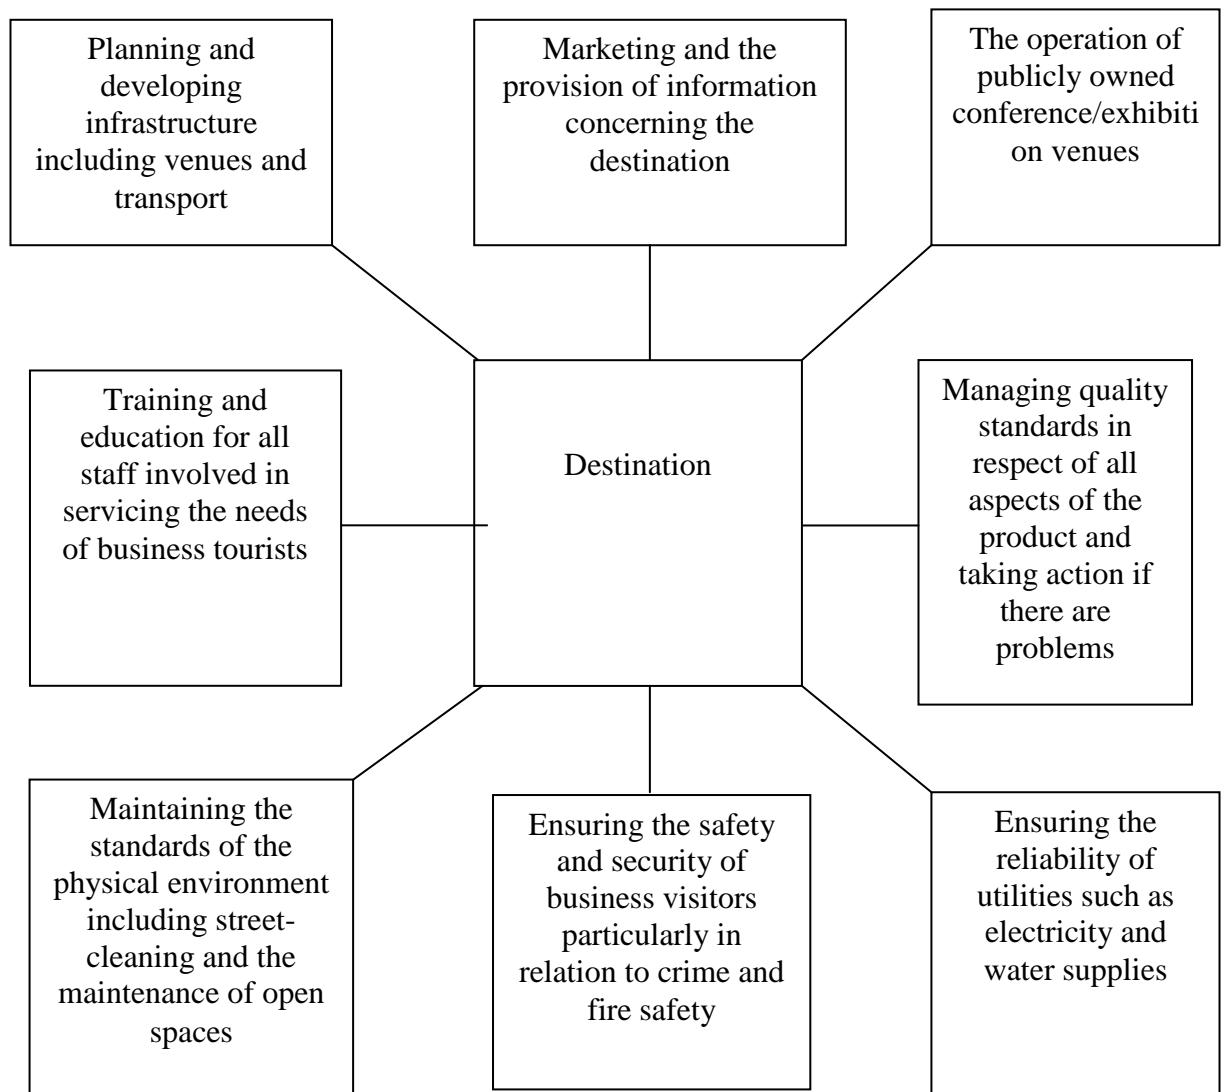 Planning and
developing
infrastructure
including venues and
transport
Marketing and the
provision of information
concerning the
destination
The operation of
publicly owned
conference/exhibiti
on venues
Training and
education for all
staff involved in
servicing the needs
of business tourists
Destination
Managing quality
standards in
respect of all
aspects of the
product and
taking action if
there are
problems
Maintaining the
standards of the
physical environment
including street-
cleaning and the
maintenance of open
spaces
Ensuring the safety
and security of
business visitors
particularly in
relation to crime and
fire safety
Ensuring the
reliability of
utilities such as
electricity and
water supplies